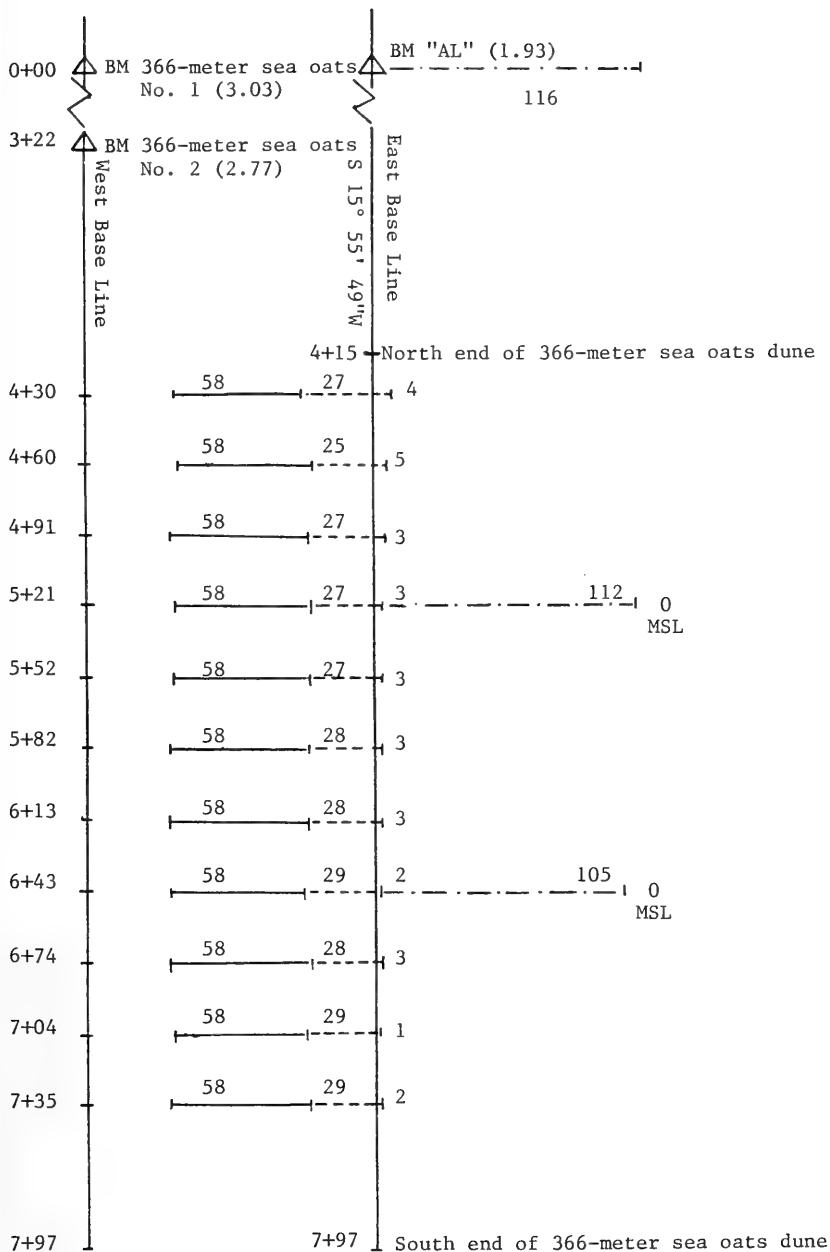 BM "AL" (1.93)
0+00 BM 366-meter sea oats
No. 1 (3.03)
116
3+22 BM 366-meter sea oats
No. 2 (2.77)
West Base Line
S 15° 55' 49"W
East Base Line
4+15 North end of 366-meter sea oats dune
4+30 58 27 4
4+60 58 25 5
4+91 58 27 3
5+21 58 27 3 112 0
MSL
5+52 58 27 3
5+82 58 28 3
6+13 58 28 3
6+43 58 29 2 105 0
MSL
6+74 58 28 3
7+04 58 29 1
7+35 58 29 2
7+97 7+97 South end of 366-meter sea oats dune